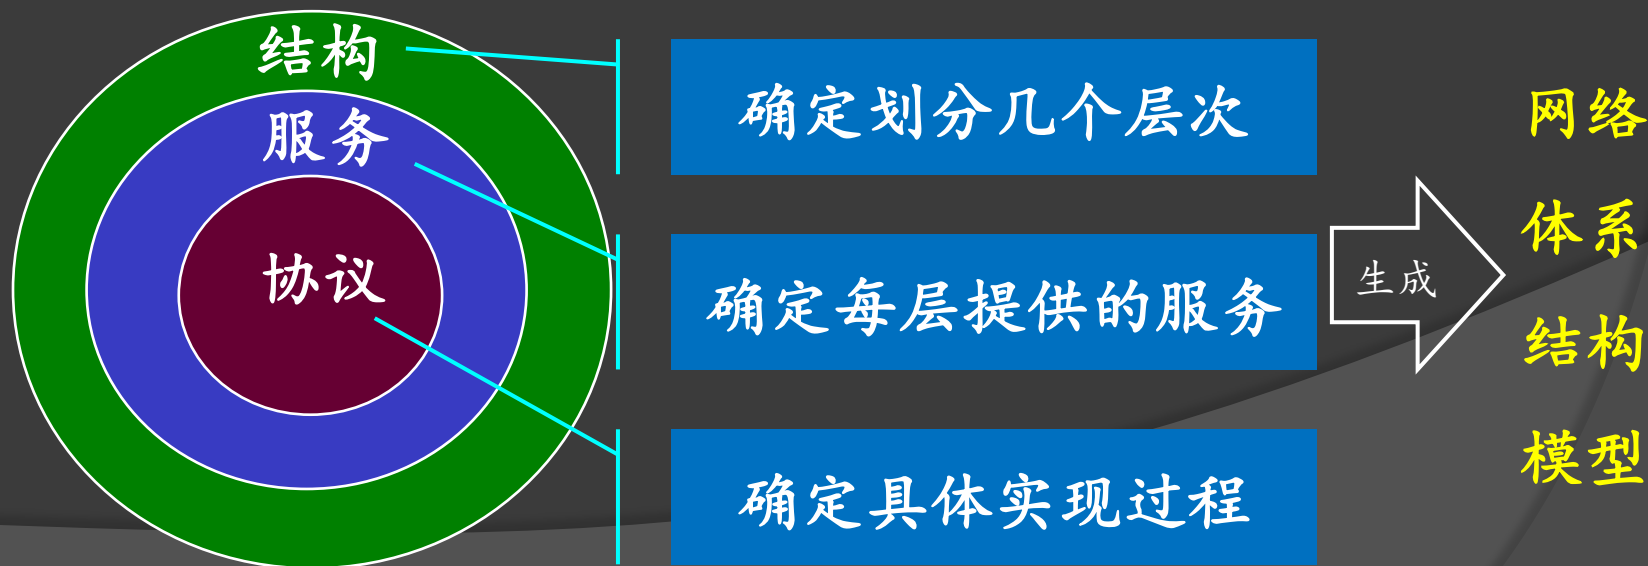 结构
服务
协议
确定划分几个层次
确定每层提供的服务
确定具体实现过程
生成
网络
体系
结构
模型